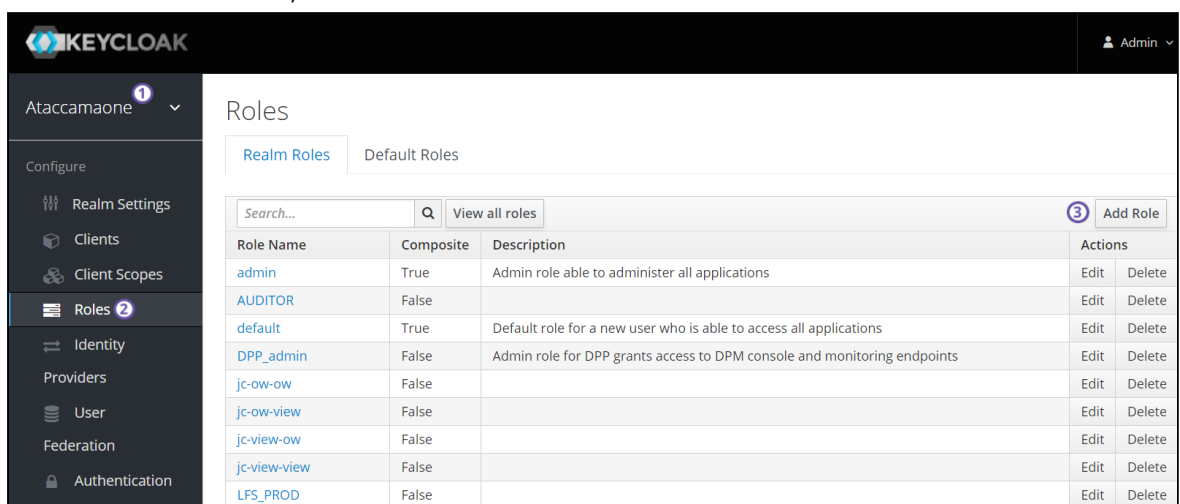 KEYCLOAK
Admin
Ataccamaone 1
Roles
Realm Roles Default Roles
Configure
Realm Settings
Clients
Client Scopes
Roles 2
Identity
Providers
User
Federation
Authentication
Search... View all roles 3 Add Role
Role Name Composite Description Actions
admin True Admin role able to administer all applications Edit Delete
AUDITOR False Edit Delete
default True Default role for a new user who is able to access all applications Edit Delete
DPP_admin False Admin role for DPP grants access to DPM console and monitoring endpoints Edit Delete
jc-ow-ow False Edit Delete
jc-ow-view False Edit Delete
jc-view-ow False Edit Delete
jc-view-view False Edit Delete
LFS_PROD False Edit Delete